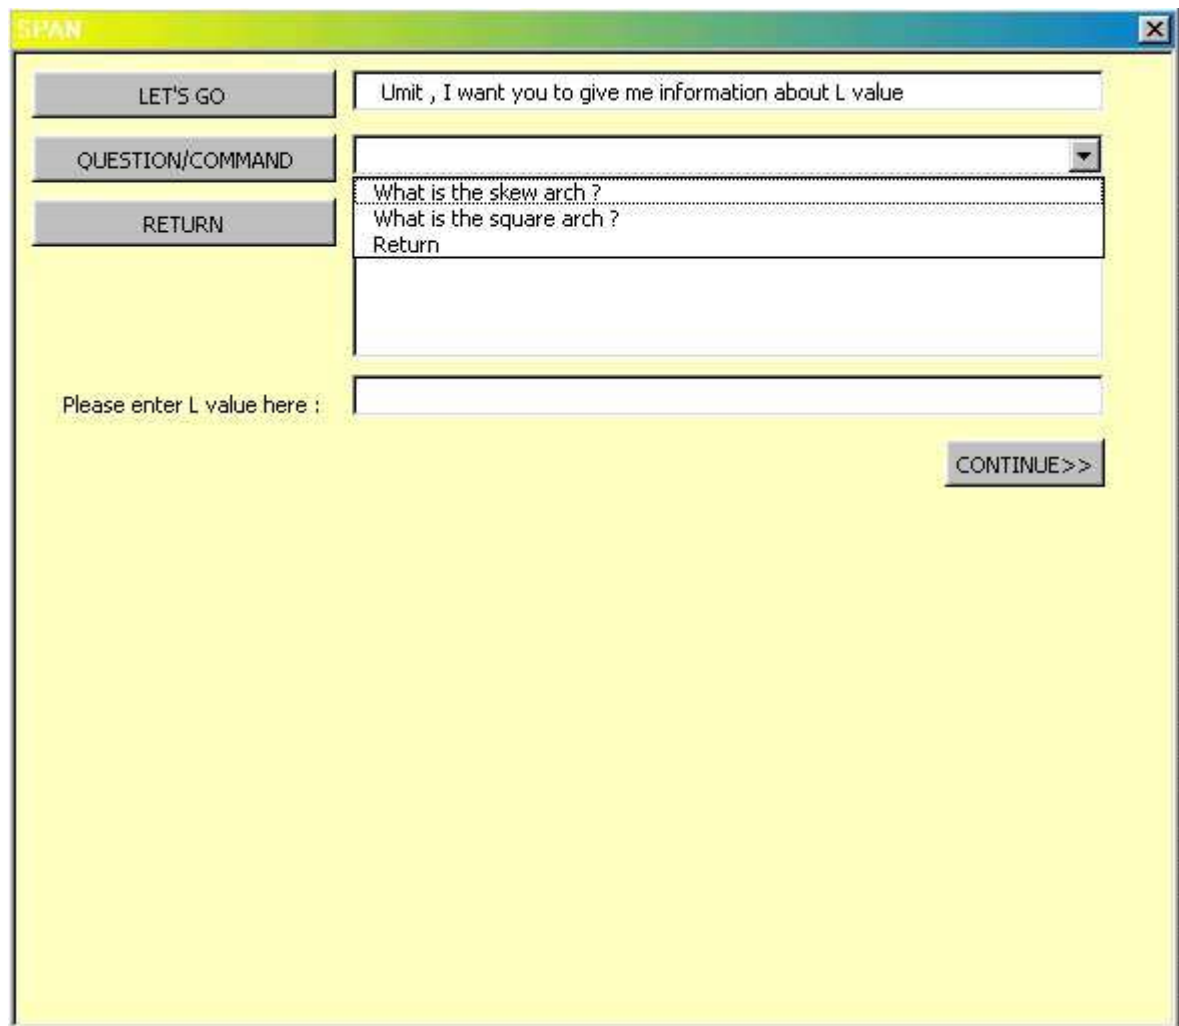 SPAN
LET'S GO
Umit , I want you to give me information about L value
QUESTION/COMMAND
What is the skew arch ?
What is the square arch ?
Return
RETURN
Please enter L value here :
CONTINUE>>